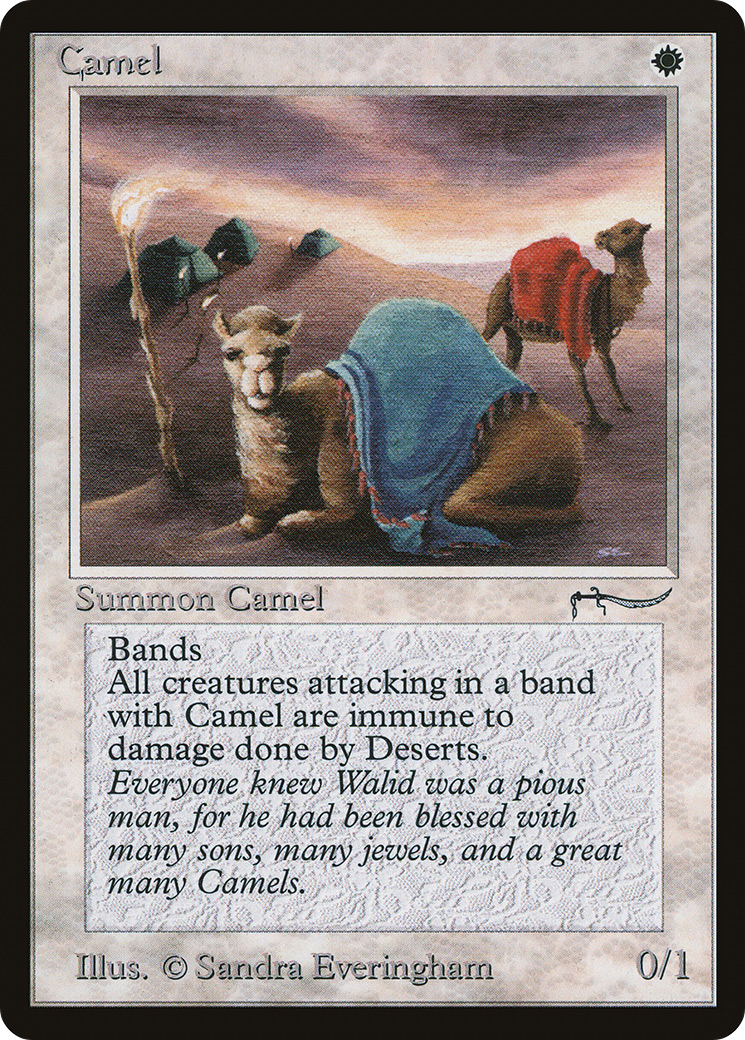 Camel
Summon Camel
Bands
All creatures attacking in a band
with Camel are immune to
damage done by Deserts.
Everyone knew Walid was a pious
man, for he had been blessed with
many sons, many jewels, and a great
many Camels.
Illus. © Sandra Everingham
0/1